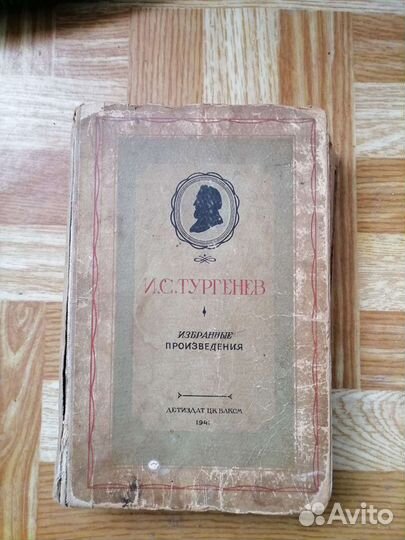 И.С.ТУРГЕНЕВ
ИЗБРАННЫЕ
ПРОИЗВЕДЕНИЯ
ДЕТИЗДАТ ЦК ВЛКСМ
Avito